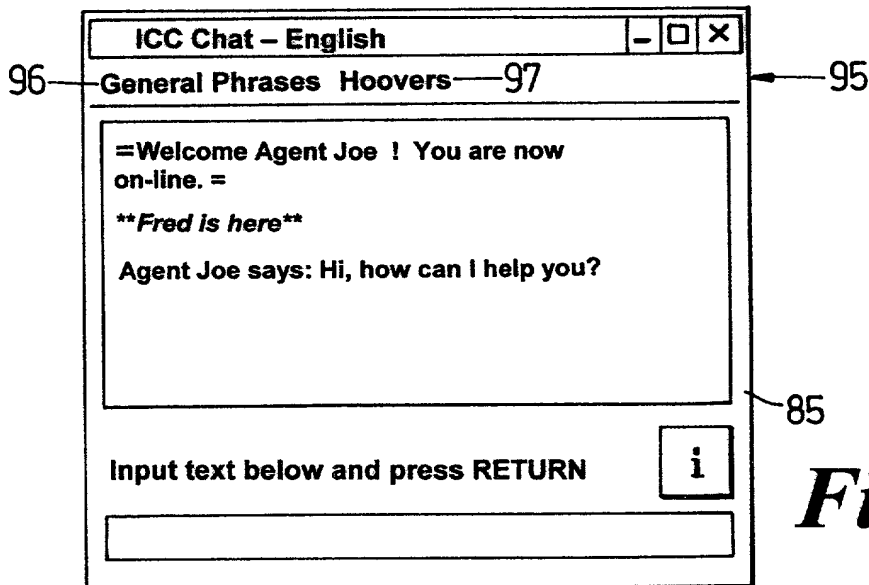 ICC Chat – English
96 General Phrases Hoovers 97 95
=Welcome Agent Joe ! You are now
on-line. =
**Fred is here**
Agent Joe says: Hi, how can I help you?
85
Input text below and press RETURN i